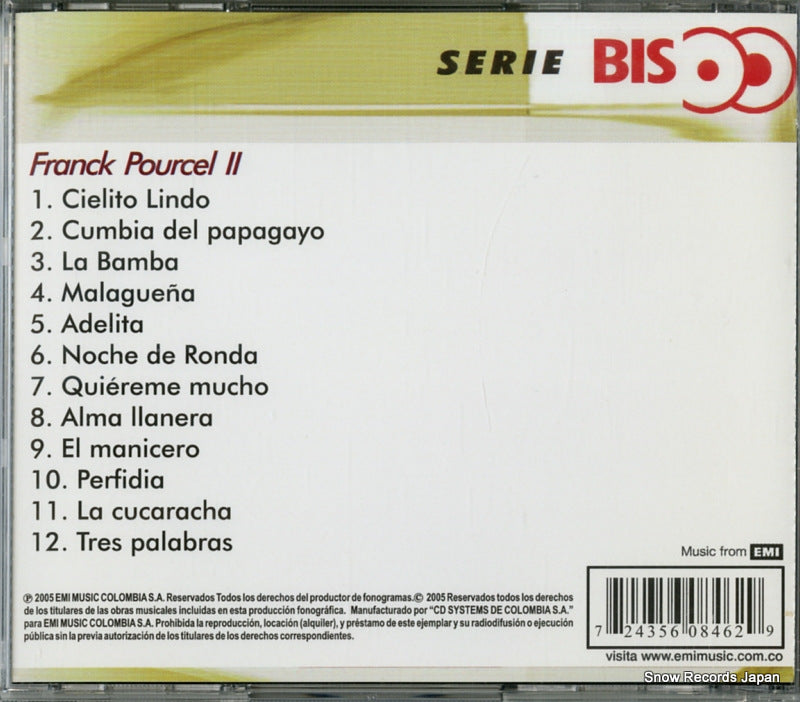 SERIE BIS
Franck Pourcel II
1. Cielito Lindo
2. Cumbia del papagayo
3. La Bamba
4. Malagueña
5. Adelita
6. Noche de Ronda
7. Quiéreme mucho
8. Alma llanera
9. El manicero
10. Perfidia
11. La cucaracha
12. Tres palabras
Music from EMI
℗ 2005 EMI MUSIC COLOMBIA S.A. Reservados Todos los derechos del productor de fonogramas.© 2005 Reservados todos los derechos
de los titulares de las obras musicales incluidas en esta producción fonográfica. Manufacturado por "CD SYSTEMS DE COLOMBIA S.A."
para EMI MUSIC COLOMBIA S.A. Prohibida la reproducción, locación (alquiler), y préstamo de este ejemplar y su radiodifusión o ejecución
pública sin la previa autorización de los titulares de los derechos correspondientes.
7 24356 08462 9
visita www.emimusic.com.co
Snow Records Japan